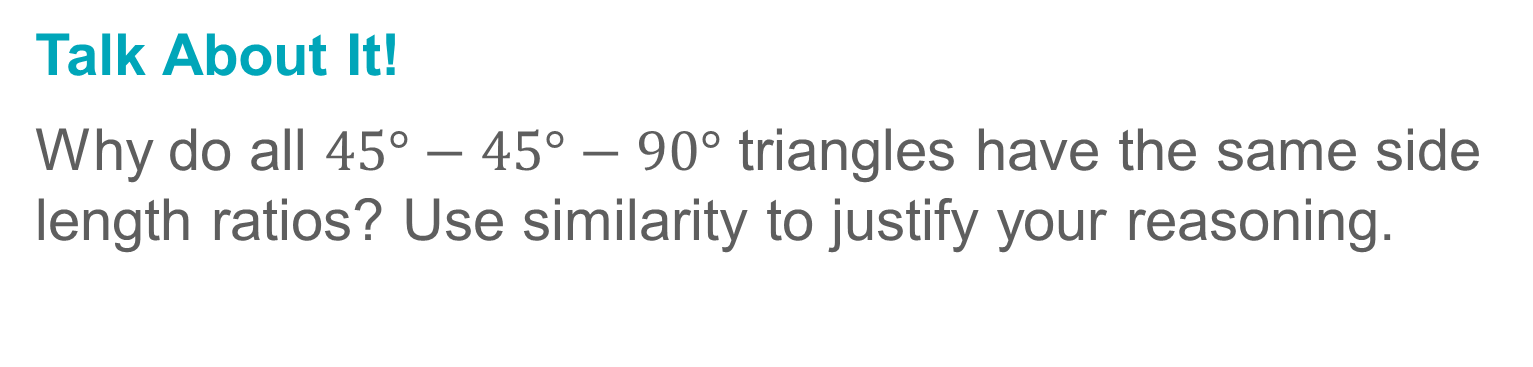 Talk About It!
Why do all 45° − 45° − 90° triangles have the same side
length ratios? Use similarity to justify your reasoning.